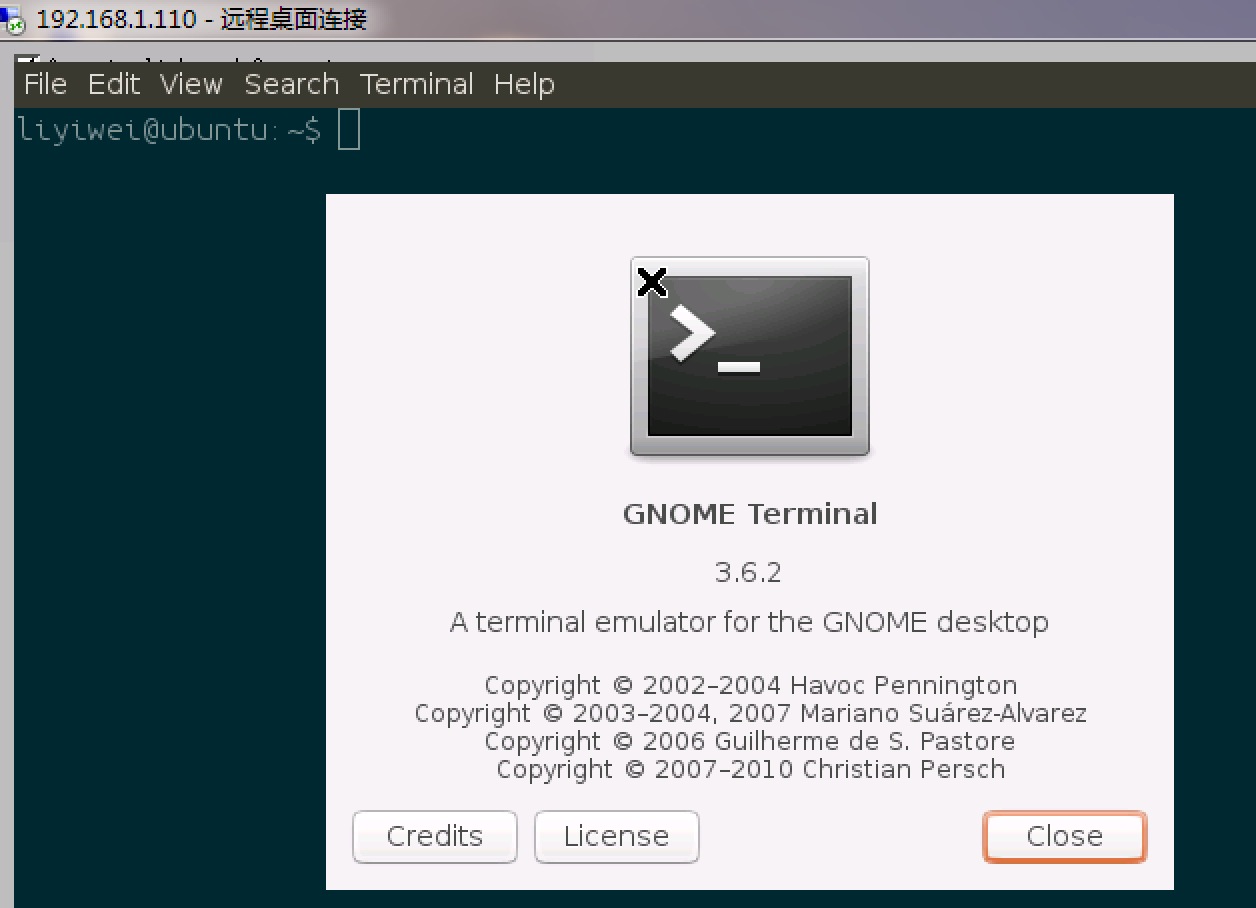 192.168.1.110 - 远程桌面连接
File Edit View Search Terminal Help
liyiwei@ubuntu:~$
>_
GNOME Terminal
3.6.2
A terminal emulator for the GNOME desktop
Copyright © 2002–2004 Havoc Pennington
Copyright © 2003–2004, 2007 Mariano Suárez-Alvarez
Copyright © 2006 Guilherme de S. Pastore
Copyright © 2007–2010 Christian Persch
Credits License Close